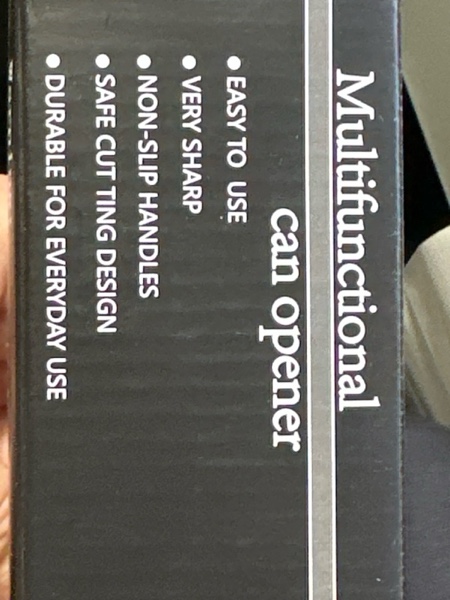 Multifunctional
can opener
• EASY TO USE
• VERY SHARP
• NON-SLIP HANDLES
• SAFE CUT TING DESIGN
• DURABLE FOR EVERYDAY USE